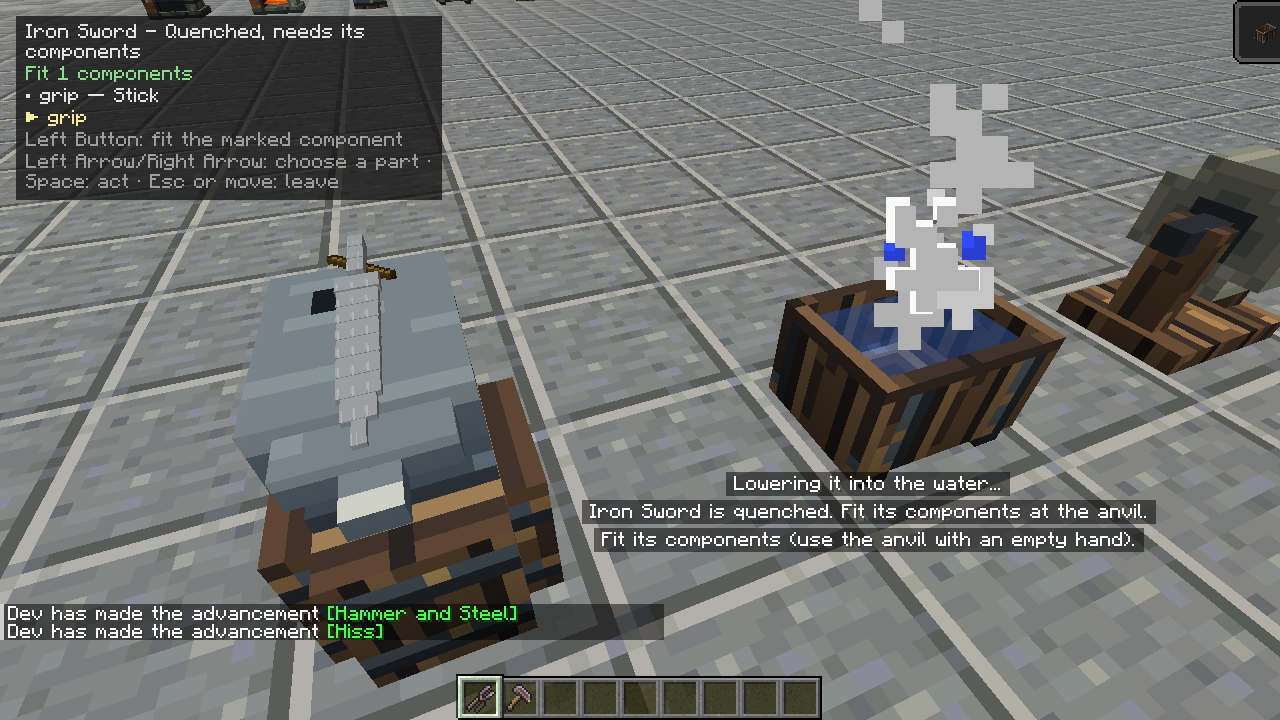 Iron Sword - Quenched, needs its
components
Fit 1 components
• grip — Stick
▶ grip
Left Button: fit the marked component
Left Arrow/Right Arrow: choose a part ·
Space: act · Esc or move: leave
Lowering it into the water...
Iron Sword is quenched. Fit its components at the anvil.
Fit its components (use the anvil with an empty hand).
Dev has made the advancement [Hammer and Steel]
Dev has made the advancement [Hiss]